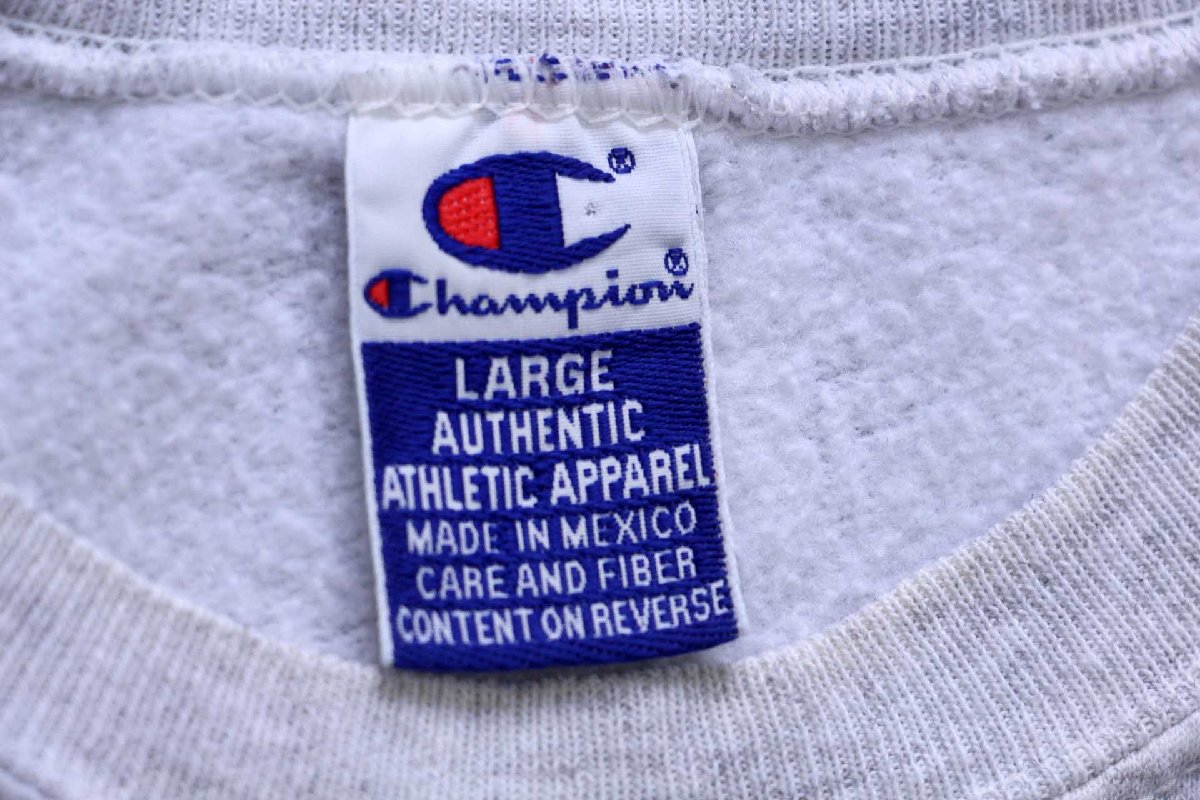 ®
Champion®
LARGE
AUTHENTIC
ATHLETIC APPAREL
MADE IN MEXICO
CARE AND FIBER
CONTENT ON REVERSE